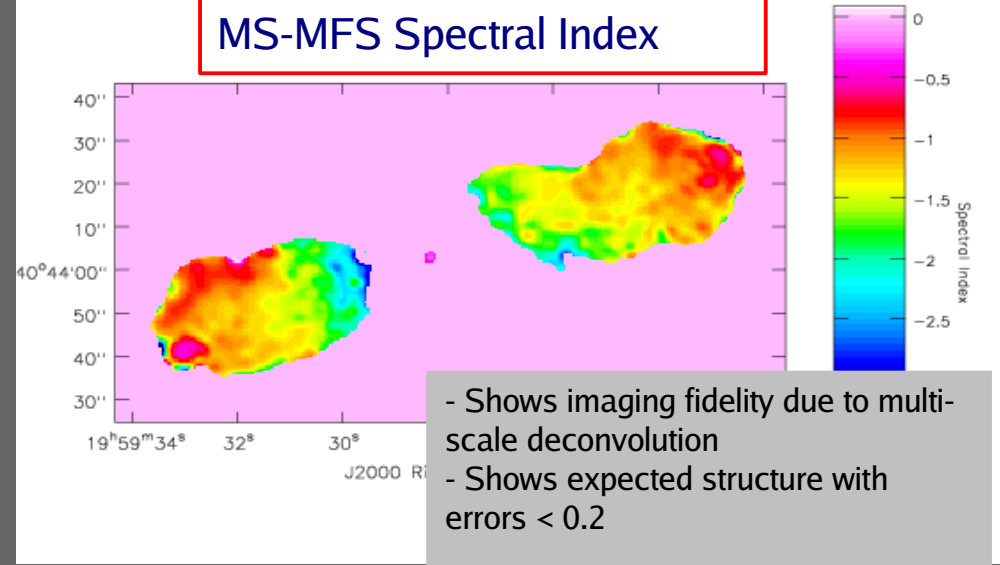 MS-MFS Spectral Index
40''
30''
20''
10''
40°44'00''
50''
40''
30''
19ʰ59ᵐ34ˢ 32ˢ 30ˢ
J2000 Ri
0
−0.5
−1
−1.5
−2
−2.5
Spectral Index
- Shows imaging fidelity due to multi-
scale deconvolution
- Shows expected structure with
errors < 0.2